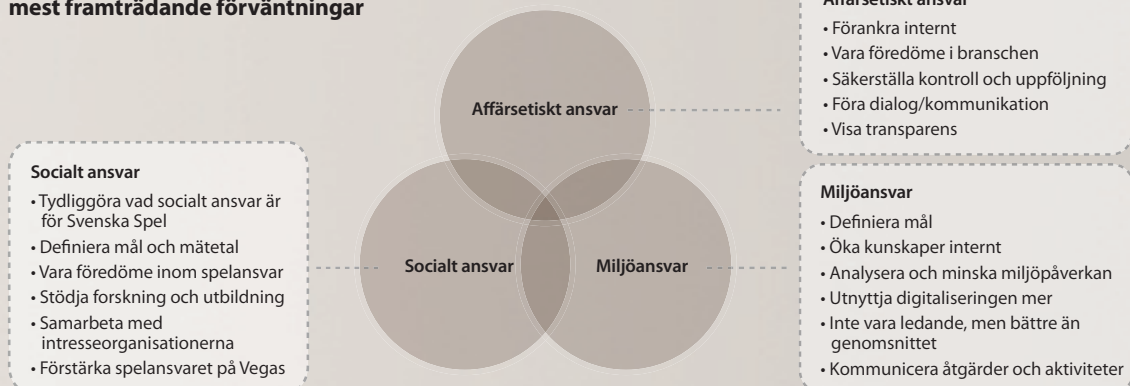 mest framträdande förväntningar
Affärsetiskt ansvar
• Förankra internt
• Vara föredöme i branschen
• Säkerställa kontroll och uppföljning
• Föra dialog/kommunikation
• Visa transparens
Affärsetiskt ansvar
Socialt ansvar
• Tydliggöra vad socialt ansvar är
för Svenska Spel
• Definiera mål och mätetal
• Vara föredöme inom spelansvar
• Stödja forskning och utbildning
• Samarbeta med
intresseorganisationerna
• Förstärka spelansvaret på Vegas
Socialt ansvar
Miljöansvar
Miljöansvar
• Definiera mål
• Öka kunskaper internt
• Analysera och minska miljöpåverkan
• Utnyttja digitaliseringen mer
• Inte vara ledande, men bättre än
genomsnittet
• Kommunicera åtgärder och aktiviteter